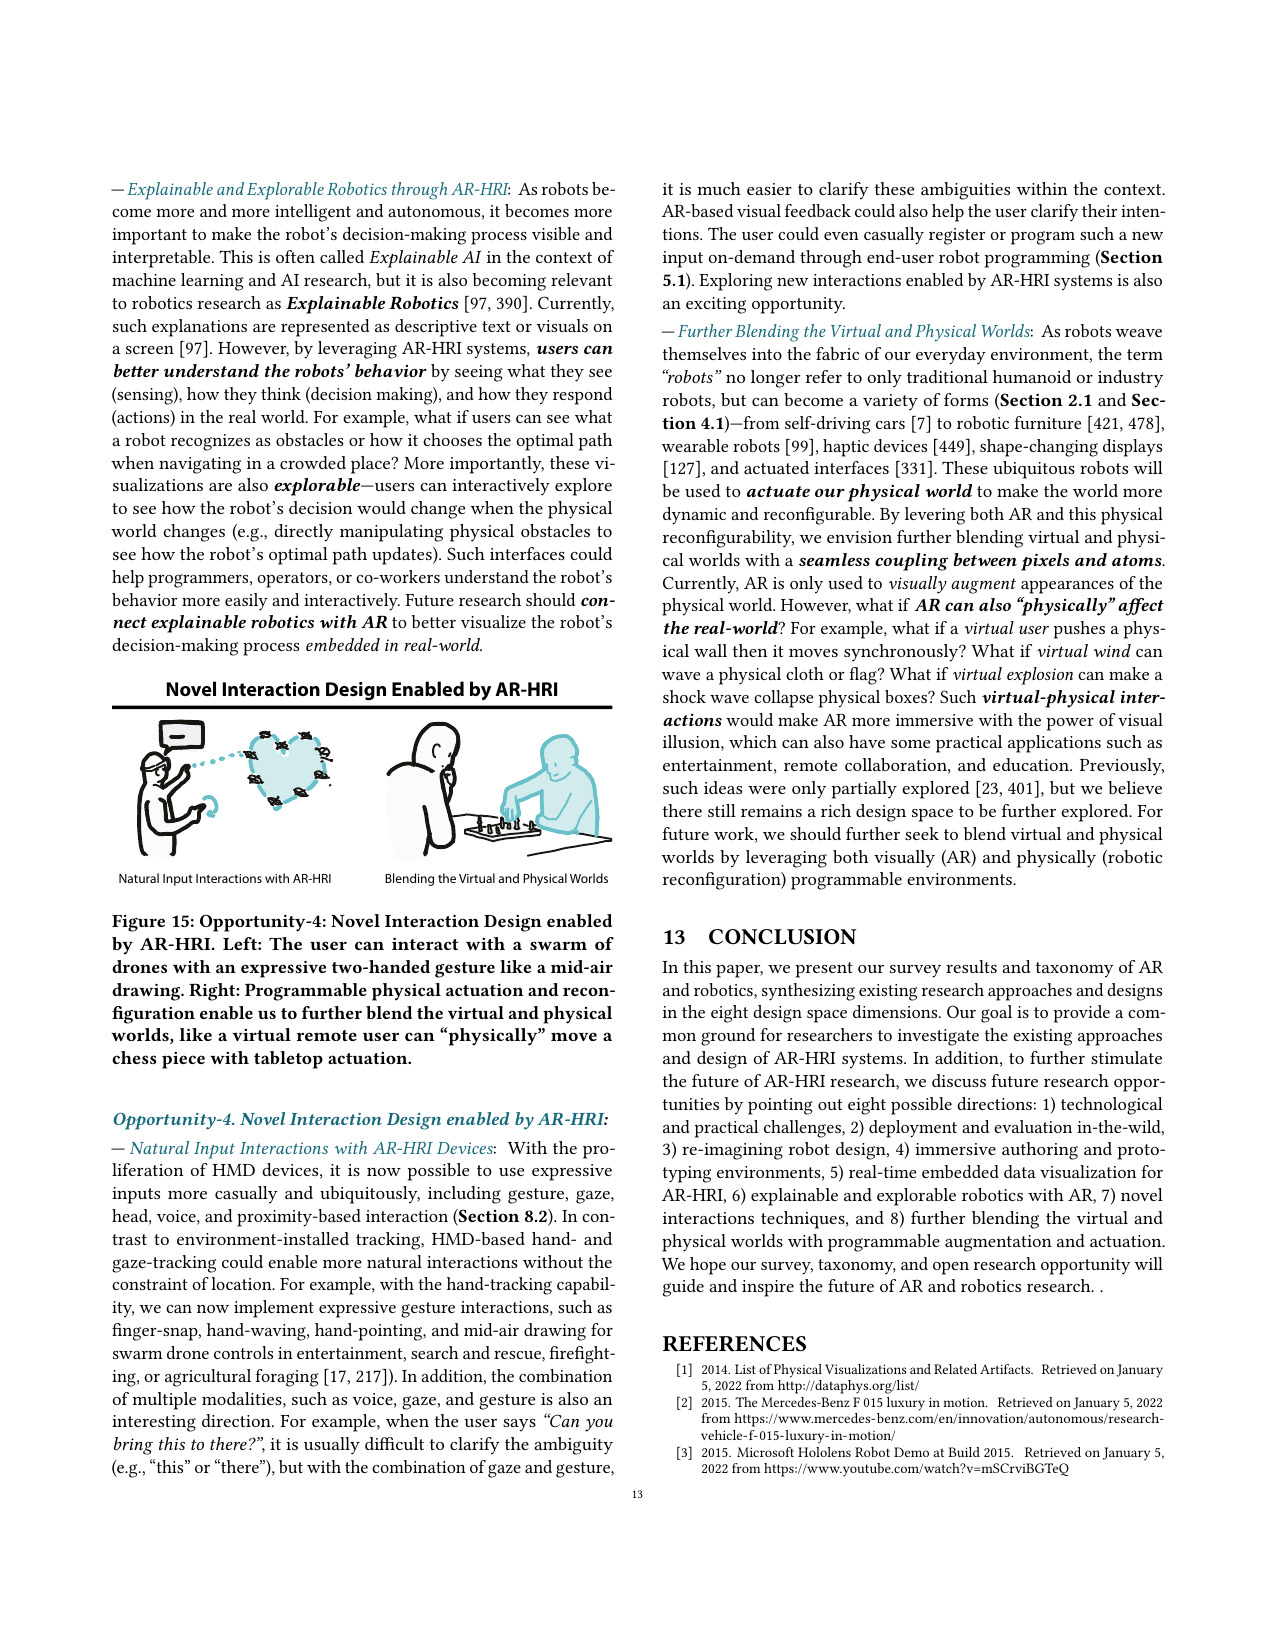 — Explainable and Explorable Robotics through AR-HRI: As robots be-
come more and more intelligent and autonomous, it becomes more
important to make the robot's decision-making process visible and
interpretable. This is often called Explainable AI in the context of
machine learning and AI research, but it is also becoming relevant
to robotics research as Explainable Robotics [97, 390]. Currently,
such explanations are represented as descriptive text or visuals on
a screen [97]. However, by leveraging AR-HRI systems, users can
better understand the robots' behavior by seeing what they see
(sensing), how they think (decision making), and how they respond
(actions) in the real world. For example, what if users can see what
a robot recognizes as obstacles or how it chooses the optimal path
when navigating in a crowded place? More importantly, these vi-
sualizations are also explorable—users can interactively explore
to see how the robot's decision would change when the physical
world changes (e.g., directly manipulating physical obstacles to
see how the robot's optimal path updates). Such interfaces could
help programmers, operators, or co-workers understand the robot's
behavior more easily and interactively. Future research should con-
nect explainable robotics with AR to better visualize the robot's
decision-making process embedded in real-world.
Novel Interaction Design Enabled by AR-HRI
Natural Input Interactions with AR-HRI
Blending the Virtual and Physical Worlds
Figure 15: Opportunity-4: Novel Interaction Design enabled
by AR-HRI. Left: The user can interact with a swarm of
drones with an expressive two-handed gesture like a mid-air
drawing. Right: Programmable physical actuation and recon-
figuration enable us to further blend the virtual and physical
worlds, like a virtual remote user can “physically” move a
chess piece with tabletop actuation.
Opportunity-4. Novel Interaction Design enabled by AR-HRI:
— Natural Input Interactions with AR-HRI Devices: With the pro-
liferation of HMD devices, it is now possible to use expressive
inputs more casually and ubiquitously, including gesture, gaze,
head, voice, and proximity-based interaction (Section 8.2). In con-
trast to environment-installed tracking, HMD-based hand- and
gaze-tracking could enable more natural interactions without the
constraint of location. For example, with the hand-tracking capabil-
ity, we can now implement expressive gesture interactions, such as
finger-snap, hand-waving, hand-pointing, and mid-air drawing for
swarm drone controls in entertainment, search and rescue, firefight-
ing, or agricultural foraging [17, 217]). In addition, the combination
of multiple modalities, such as voice, gaze, and gesture is also an
interesting direction. For example, when the user says “Can you
bring this to there?”, it is usually difficult to clarify the ambiguity
(e.g., “this” or “there”), but with the combination of gaze and gesture,
it is much easier to clarify these ambiguities within the context.
AR-based visual feedback could also help the user clarify their inten-
tions. The user could even casually register or program such a new
input on-demand through end-user robot programming (Section
5.1). Exploring new interactions enabled by AR-HRI systems is also
an exciting opportunity.
— Further Blending the Virtual and Physical Worlds: As robots weave
themselves into the fabric of our everyday environment, the term
“robots” no longer refer to only traditional humanoid or industry
robots, but can become a variety of forms (Section 2.1 and Sec-
tion 4.1)—from self-driving cars [7] to robotic furniture [421, 478],
wearable robots [99], haptic devices [449], shape-changing displays
[127], and actuated interfaces [331]. These ubiquitous robots will
be used to actuate our physical world to make the world more
dynamic and reconfigurable. By levering both AR and this physical
reconfigurability, we envision further blending virtual and physi-
cal worlds with a seamless coupling between pixels and atoms.
Currently, AR is only used to visually augment appearances of the
physical world. However, what if AR can also “physically” affect
the real-world? For example, what if a virtual user pushes a phys-
ical wall then it moves synchronously? What if virtual wind can
wave a physical cloth or flag? What if virtual explosion can make a
shock wave collapse physical boxes? Such virtual-physical inter-
actions would make AR more immersive with the power of visual
illusion, which can also have some practical applications such as
entertainment, remote collaboration, and education. Previously,
such ideas were only partially explored [23, 401], but we believe
there still remains a rich design space to be further explored. For
future work, we should further seek to blend virtual and physical
worlds by leveraging both visually (AR) and physically (robotic
reconfiguration) programmable environments.
13 CONCLUSION
In this paper, we present our survey results and taxonomy of AR
and robotics, synthesizing existing research approaches and designs
in the eight design space dimensions. Our goal is to provide a com-
mon ground for researchers to investigate the existing approaches
and design of AR-HRI systems. In addition, to further stimulate
the future of AR-HRI research, we discuss future research oppor-
tunities by pointing out eight possible directions: 1) technological
and practical challenges, 2) deployment and evaluation in-the-wild,
3) re-imagining robot design, 4) immersive authoring and proto-
typing environments, 5) real-time embedded data visualization for
AR-HRI, 6) explainable and explorable robotics with AR, 7) novel
interactions techniques, and 8) further blending the virtual and
physical worlds with programmable augmentation and actuation.
We hope our survey, taxonomy, and open research opportunity will
guide and inspire the future of AR and robotics research. .
REFERENCES
[1] 2014. List of Physical Visualizations and Related Artifacts. Retrieved on January
5, 2022 from http://dataphys.org/list/
[2] 2015. The Mercedes-Benz F 015 luxury in motion. Retrieved on January 5, 2022
from https://www.mercedes-benz.com/en/innovation/autonomous/research-
vehicle-f-015-luxury-in-motion/
[3] 2015. Microsoft Hololens Robot Demo at Build 2015. Retrieved on January 5,
2022 from https://www.youtube.com/watch?v=mSCrviBGTeQ
13